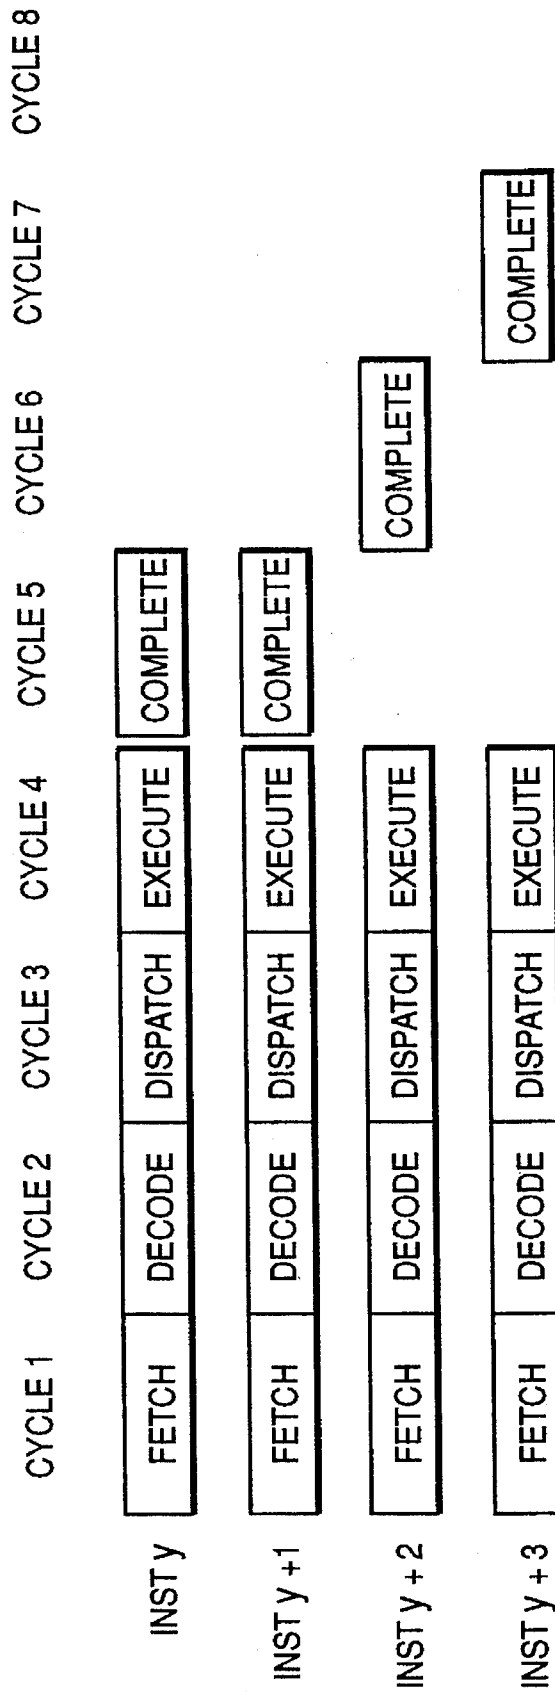 CYCLE 1 CYCLE 2 CYCLE 3 CYCLE 4 CYCLE 5 CYCLE 6 CYCLE 7 CYCLE 8
INST y FETCH DECODE DISPATCH EXECUTE COMPLETE
INST y +1 FETCH DECODE DISPATCH EXECUTE COMPLETE
INST y + 2 FETCH DECODE DISPATCH EXECUTE COMPLETE
INST y + 3 FETCH DECODE DISPATCH EXECUTE COMPLETE